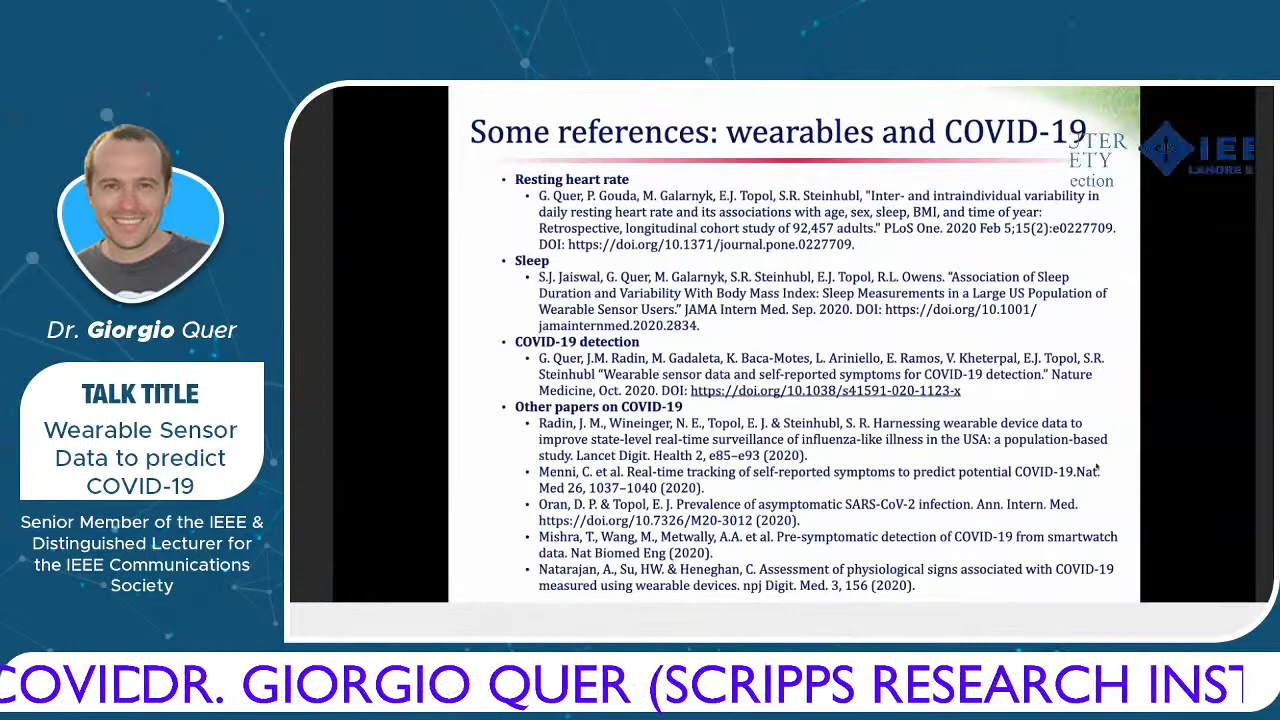 Dr. Giorgio Quer
TALK TITLE
Wearable Sensor
Data to predict
COVID-19
Senior Member of the IEEE &
Distinguished Lecturer for
the IEEE Communications
Society
Some references: wearables and COVID-19
• Resting heart rate
• G. Quer, P. Gouda, M. Galarnyk, E.J. Topol, S.R. Steinhubl, "Inter- and intraindividual variability in
daily resting heart rate and its associations with age, sex, sleep, BMI, and time of year:
Retrospective, longitudinal cohort study of 92,457 adults." PLoS One. 2020 Feb 5;15(2):e0227709.
DOI: https://doi.org/10.1371/journal.pone.0227709.
• Sleep
• S.J. Jaiswal, G. Quer, M. Galarnyk, S.R. Steinhubl, E.J. Topol, R.L. Owens. “Association of Sleep
Duration and Variability With Body Mass Index: Sleep Measurements in a Large US Population of
Wearable Sensor Users.” JAMA Intern Med. Sep. 2020. DOI: https://doi.org/10.1001/
jamainternmed.2020.2834.
• COVID-19 detection
• G. Quer, J.M. Radin, M. Gadaleta, K. Baca-Motes, L. Ariniello, E. Ramos, V. Kheterpal, E.J. Topol, S.R.
Steinhubl “Wearable sensor data and self-reported symptoms for COVID-19 detection.” Nature
Medicine, Oct. 2020. DOI: https://doi.org/10.1038/s41591-020-1123-x
• Other papers on COVID-19
• Radin, J. M., Wineinger, N. E., Topol, E. J. & Steinhubl, S. R. Harnessing wearable device data to
improve state-level real-time surveillance of influenza-like illness in the USA: a population-based
study. Lancet Digit. Health 2, e85–e93 (2020).
• Menni, C. et al. Real-time tracking of self-reported symptoms to predict potential COVID-19.Nat.
Med 26, 1037–1040 (2020).
• Oran, D. P. & Topol, E. J. Prevalence of asymptomatic SARS-CoV-2 infection. Ann. Intern. Med.
https://doi.org/10.7326/M20-3012 (2020).
• Mishra, T., Wang, M., Metwally, A.A. et al. Pre-symptomatic detection of COVID-19 from smartwatch
data. Nat Biomed Eng (2020).
• Natarajan, A., Su, HW. & Heneghan, C. Assessment of physiological signs associated with COVID-19
measured using wearable devices. npj Digit. Med. 3, 156 (2020).
ETY
ection
IEE
LAHORE S
COVID DR. GIORGIO QUER (SCRIPPS RESEARCH INST